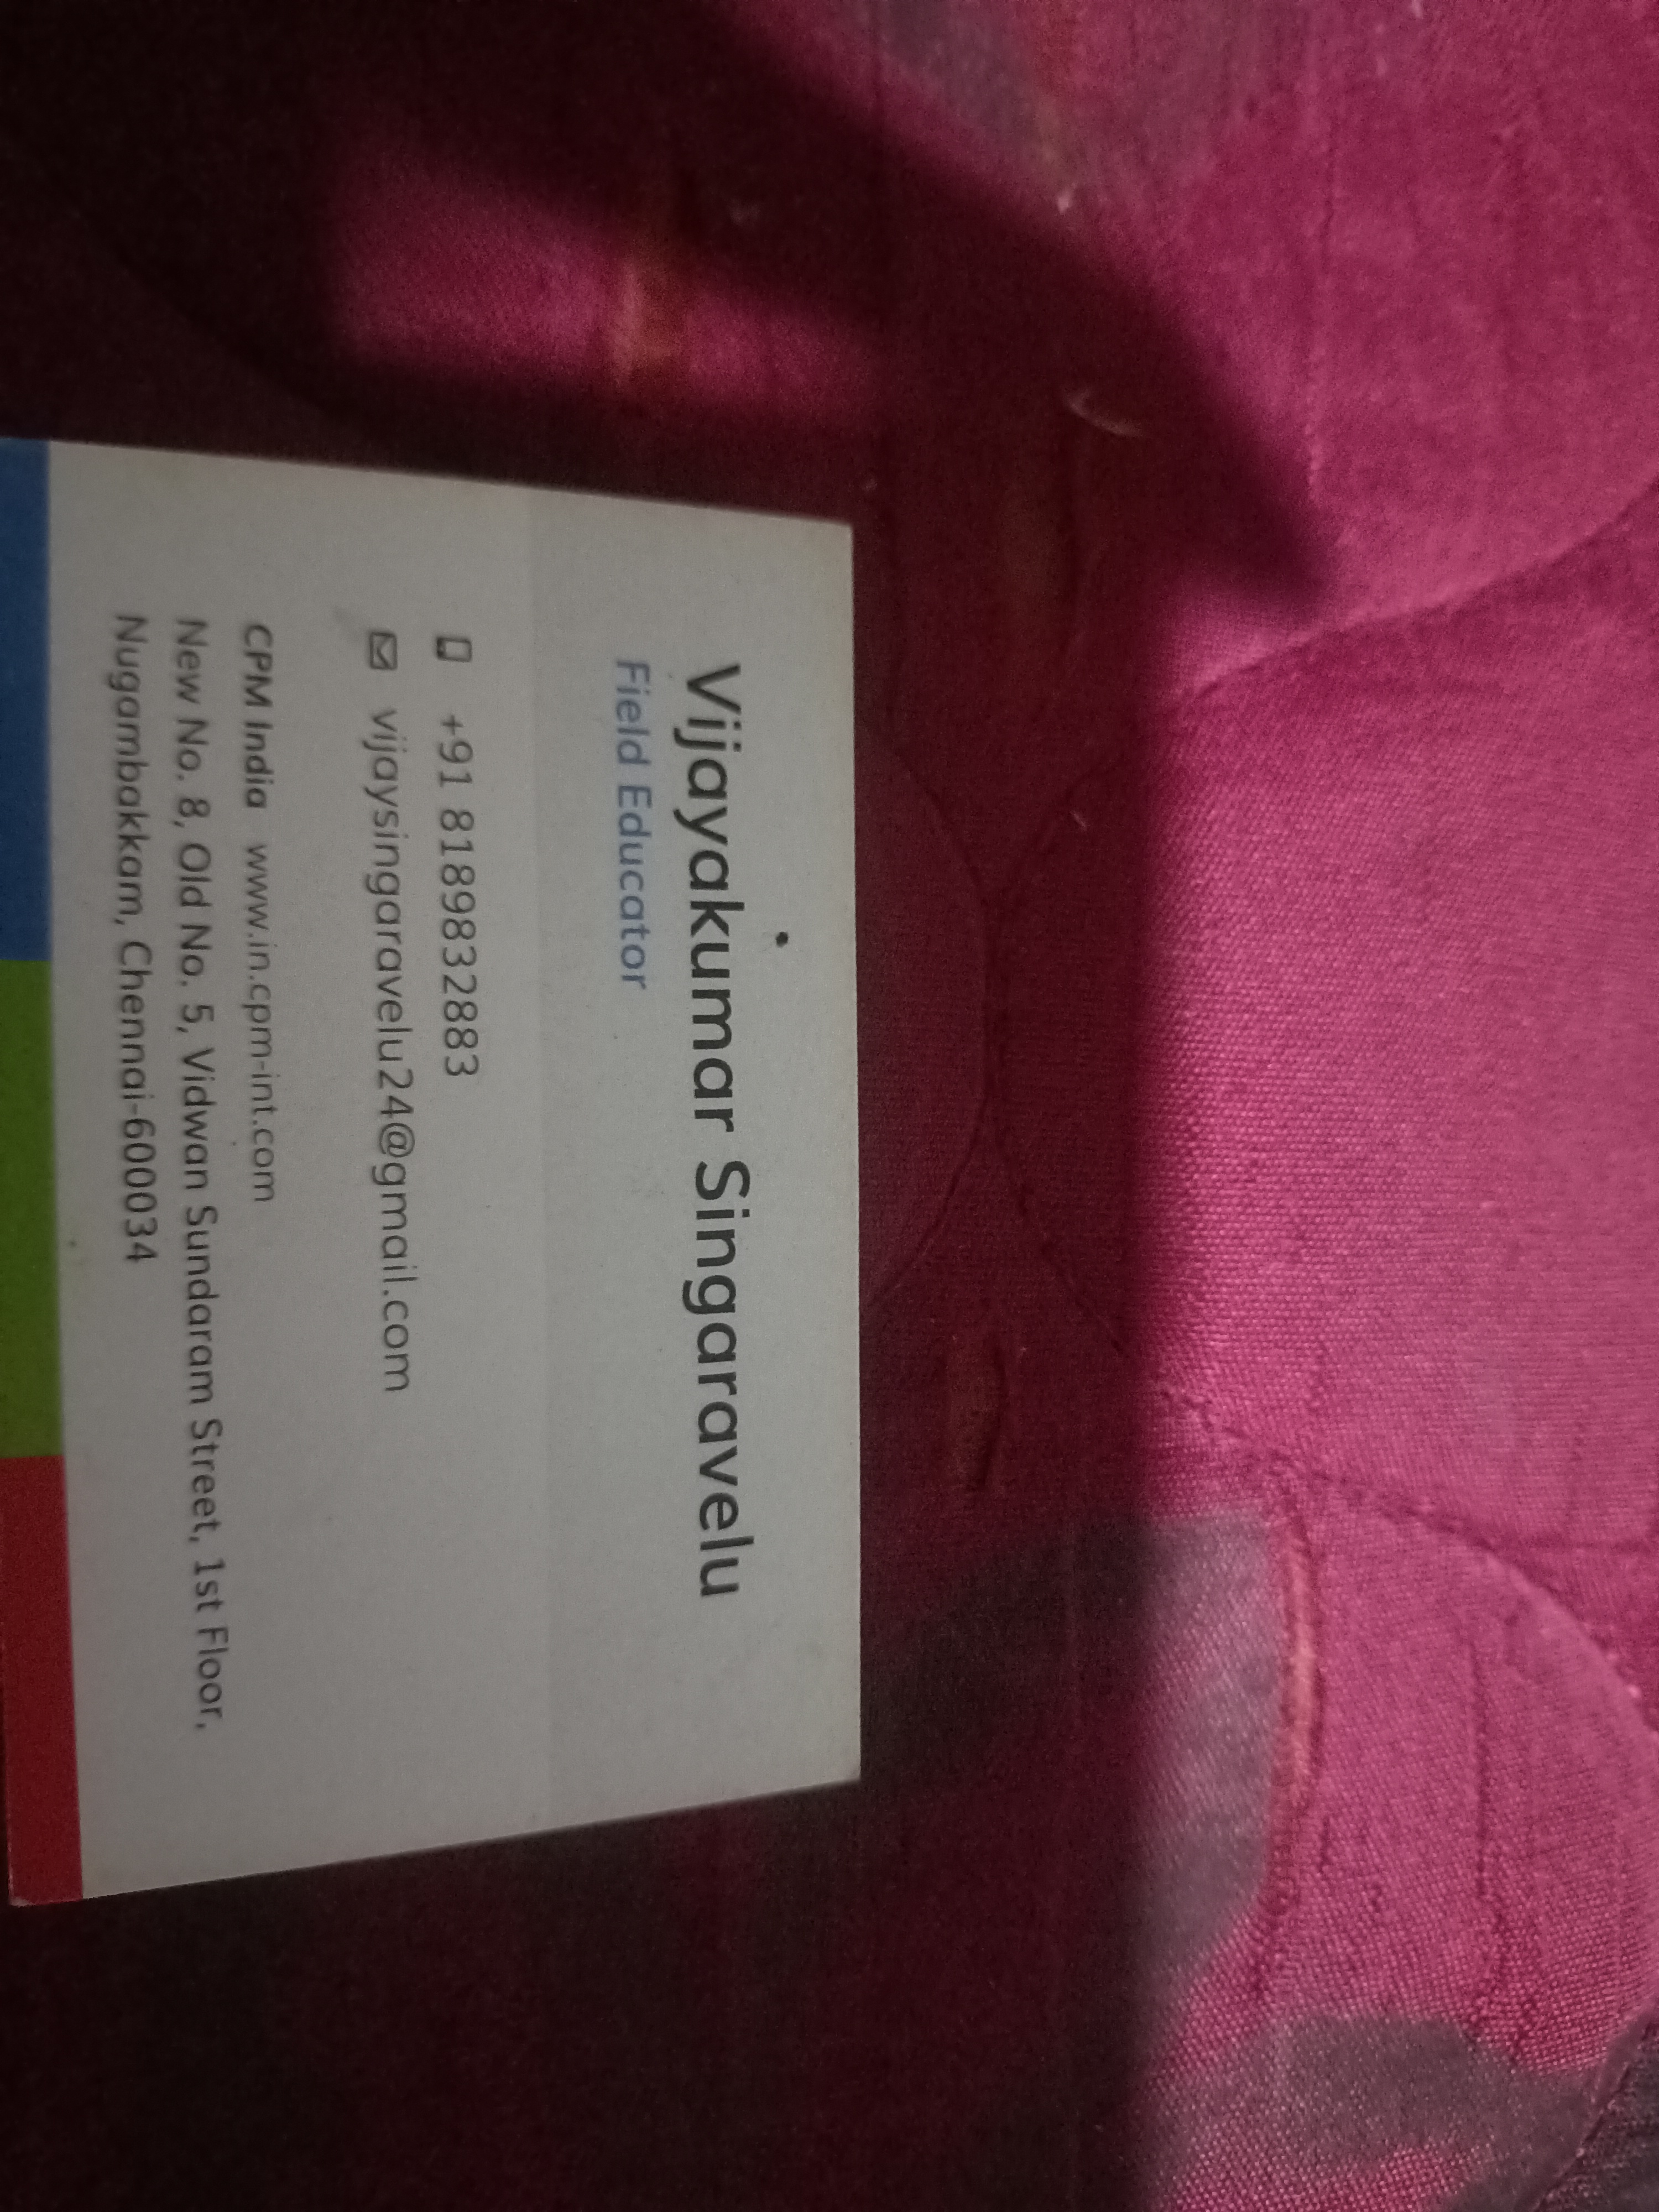 Vijayakumar Singaravelu
Field Educator
+91 8189832883
vijaysingaravelu24@gmail.com
CPM India www.in.cpm-int.com
New No. 8, Old No. 5, Vidwan Sundaram Street, 1st Floor,
Nugambakkam, Chennai-600034